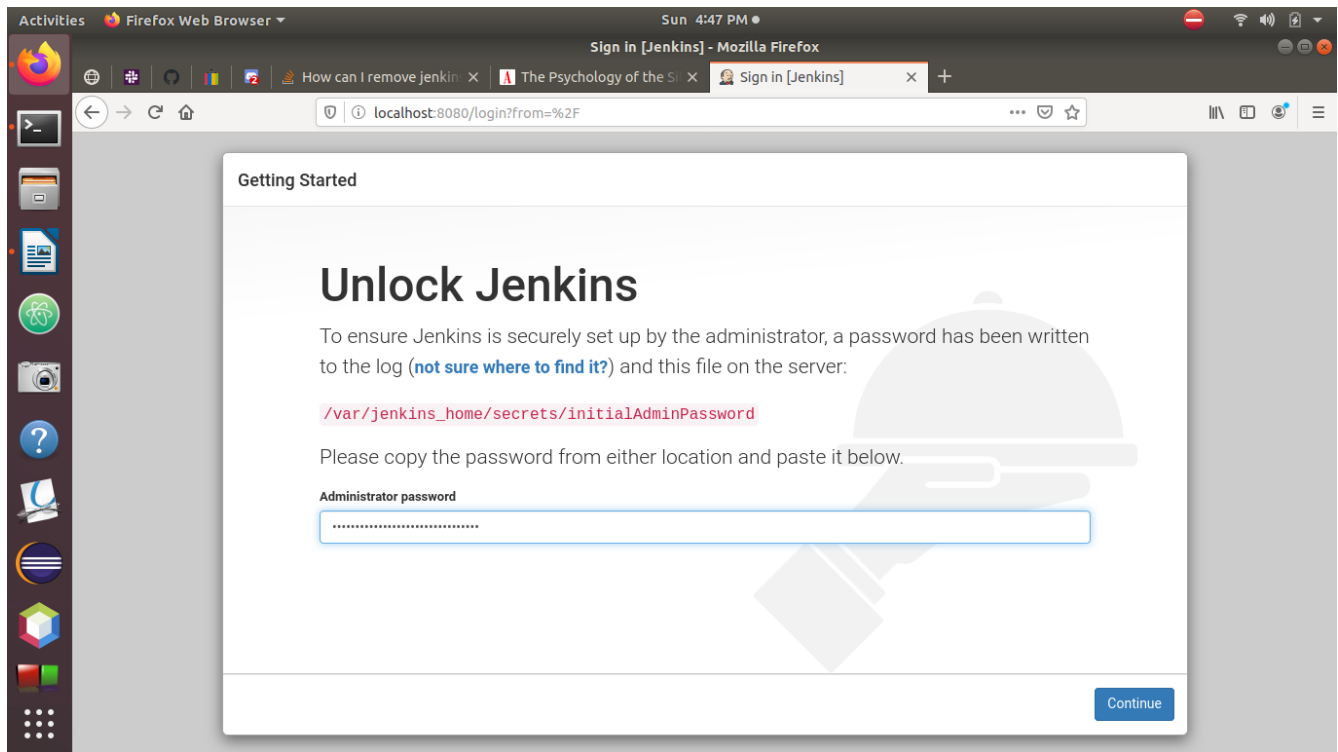 Activities Firefox Web Browser Sun 4:47 PM
Sign in [Jenkins] - Mozilla Firefox
How can I remove jenkin The Psychology of the Si Sign in [Jenkins]
localhost:8080/login?from=%2F
Getting Started
Unlock Jenkins
To ensure Jenkins is securely set up by the administrator, a password has been written
to the log (not sure where to find it?) and this file on the server:
/var/jenkins_home/secrets/initialAdminPassword
Please copy the password from either location and paste it below.
Administrator password
Continue